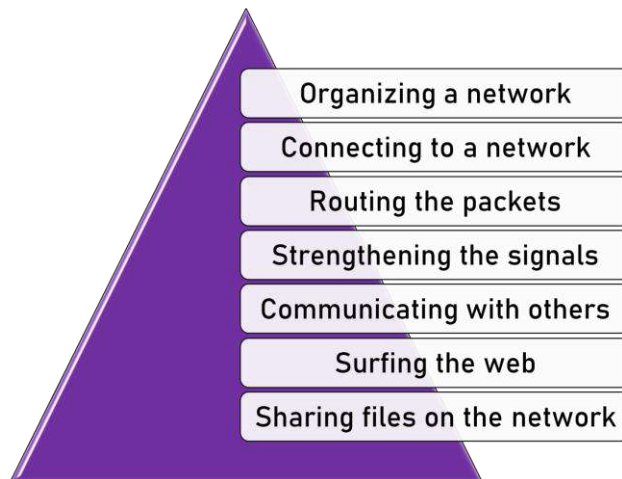 Organizing a network
Connecting to a network
Routing the packets
Strengthening the signals
Communicating with others
Surfing the web
Sharing files on the network